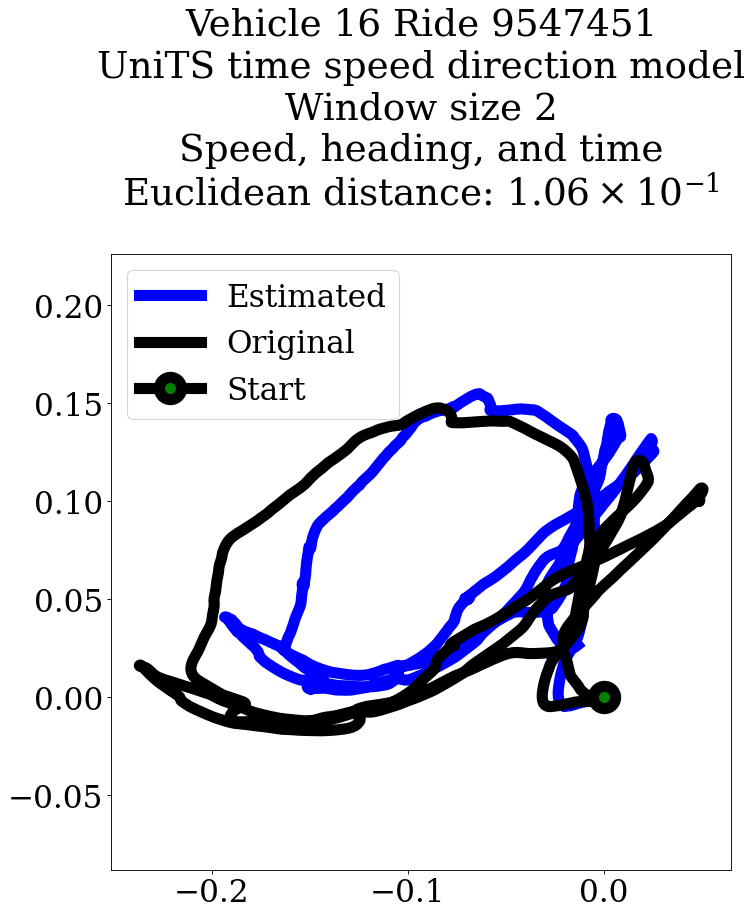 Vehicle 16 Ride 9547451
UniTS time speed direction model
Window size 2
Speed, heading, and time
Euclidean distance: 1.06 × 10⁻¹
Estimated
Original
Start
0.20
0.15
0.10
0.05
0.00
−0.05
−0.2
−0.1
0.0